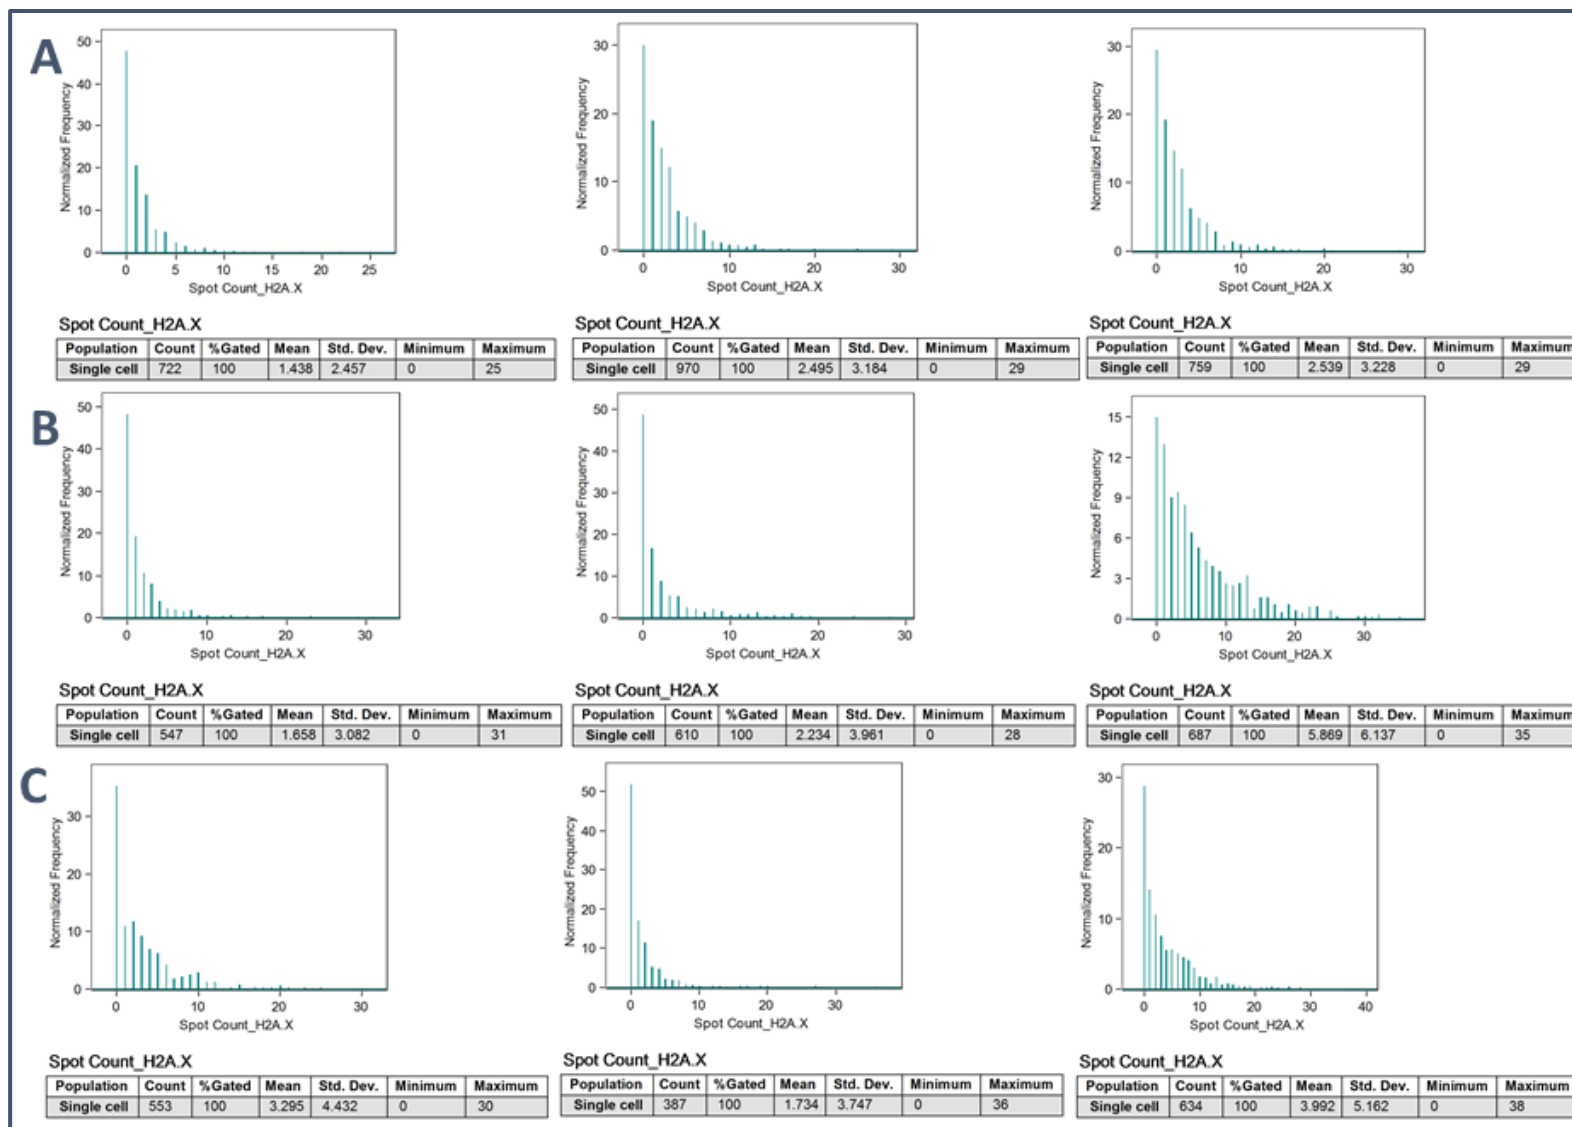 A
Normalized Frequency
50
40
30
20
10
0
0 5 10 15 20 25
Spot Count_H2A.X
Spot Count_H2A.X
Population Count %Gated Mean Std. Dev. Minimum Maximum
Single cell 722 100 1.438 2.457 0 25
Normalized Frequency
30
20
10
0
0 10 20 30
Spot Count_H2A.X
Spot Count_H2A.X
Population Count %Gated Mean Std. Dev. Minimum Maximum
Single cell 970 100 2.495 3.184 0 29
Normalized Frequency
30
20
10
0
0 10 20 30
Spot Count_H2A.X
Spot Count_H2A.X
Population Count %Gated Mean Std. Dev. Minimum Maximum
Single cell 759 100 2.539 3.228 0 29
B
Normalized Frequency
50
40
30
20
10
0
0 10 20 30
Spot Count_H2A.X
Spot Count_H2A.X
Population Count %Gated Mean Std. Dev. Minimum Maximum
Single cell 547 100 1.658 3.082 0 31
Normalized Frequency
50
40
30
20
10
0
0 10 20 30
Spot Count_H2A.X
Spot Count_H2A.X
Population Count %Gated Mean Std. Dev. Minimum Maximum
Single cell 610 100 2.234 3.961 0 28
Normalized Frequency
15
12
9
6
3
0
0 10 20 30
Spot Count_H2A.X
Spot Count_H2A.X
Population Count %Gated Mean Std. Dev. Minimum Maximum
Single cell 687 100 5.869 6.137 0 35
C
Normalized Frequency
30
20
10
0
0 10 20 30
Spot Count_H2A.X
Spot Count_H2A.X
Population Count %Gated Mean Std. Dev. Minimum Maximum
Single cell 553 100 3.295 4.432 0 30
Normalized Frequency
50
40
30
20
10
0
0 10 20 30
Spot Count_H2A.X
Spot Count_H2A.X
Population Count %Gated Mean Std. Dev. Minimum Maximum
Single cell 387 100 1.734 3.747 0 36
Normalized Frequency
30
20
10
0
0 10 20 30 40
Spot Count_H2A.X
Spot Count_H2A.X
Population Count %Gated Mean Std. Dev. Minimum Maximum
Single cell 634 100 3.992 5.162 0 38